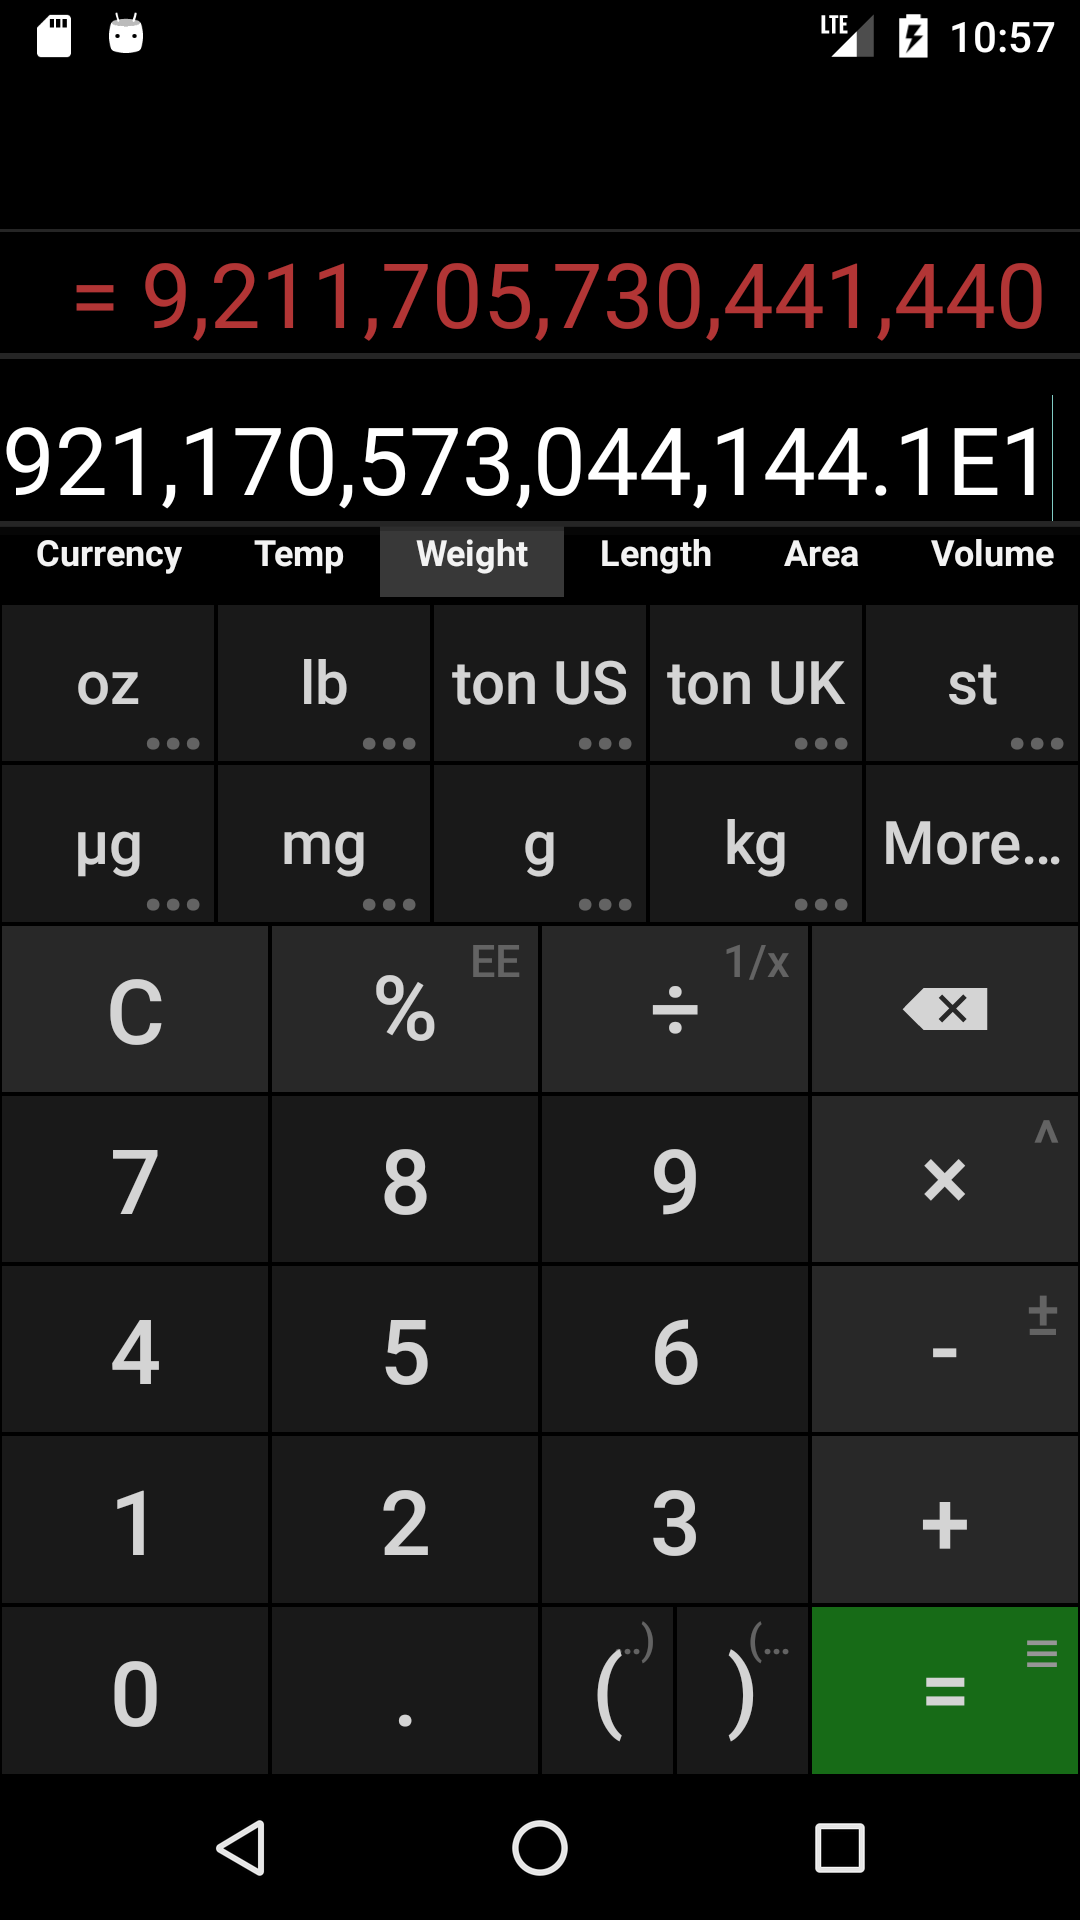 LTE 10:57
= 9,211,705,730,441,440
921,170,573,044,144.1E1
Currency Temp Weight Length Area Volume
oz lb ton US ton UK st
µg mg g kg More...
C % EE ÷ 1/x
7 8 9 × ^
4 5 6 - ±
1 2 3 +
0 . ( ..) ) (... =